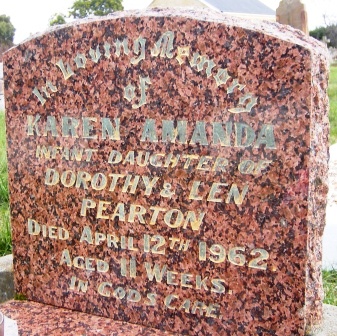 In Loving Memory
of
KAREN AMANDA
INFANT DAUGHTER OF
DOROTHY & LEN
PEARTON
DIED APRIL 12TH 1962.
AGED 11 WEEKS.
IN GOD'S CARE.